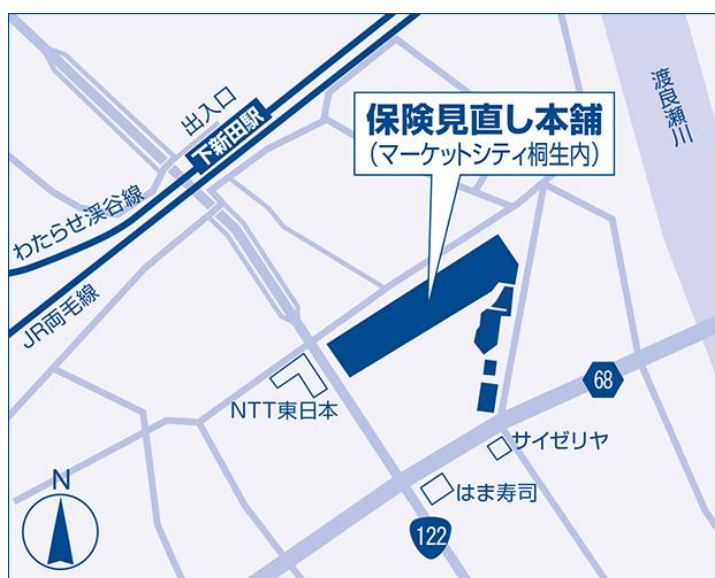 出入口
下新田駅
わたらせ渓谷線
JR両毛線
保険見直し本舗
（マーケットシティ桐生内）
渡良瀬川
NTT東日本
68
サイゼリヤ
はま寿司
122
N